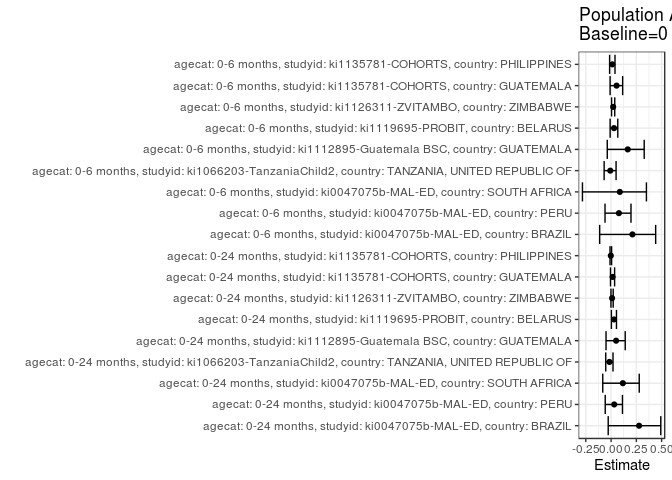 Population A
Baseline=0
agecat: 0-6 months, studyid: ki1135781-COHORTS, country: PHILIPPINES
agecat: 0-6 months, studyid: ki1135781-COHORTS, country: GUATEMALA
agecat: 0-6 months, studyid: ki1126311-ZVITAMBO, country: ZIMBABWE
agecat: 0-6 months, studyid: ki1119695-PROBIT, country: BELARUS
agecat: 0-6 months, studyid: ki1112895-Guatemala BSC, country: GUATEMALA
agecat: 0-6 months, studyid: ki1066203-TanzaniaChild2, country: TANZANIA, UNITED REPUBLIC OF
agecat: 0-6 months, studyid: ki0047075b-MAL-ED, country: SOUTH AFRICA
agecat: 0-6 months, studyid: ki0047075b-MAL-ED, country: PERU
agecat: 0-6 months, studyid: ki0047075b-MAL-ED, country: BRAZIL
agecat: 0-24 months, studyid: ki1135781-COHORTS, country: PHILIPPINES
agecat: 0-24 months, studyid: ki1135781-COHORTS, country: GUATEMALA
agecat: 0-24 months, studyid: ki1126311-ZVITAMBO, country: ZIMBABWE
agecat: 0-24 months, studyid: ki1119695-PROBIT, country: BELARUS
agecat: 0-24 months, studyid: ki1112895-Guatemala BSC, country: GUATEMALA
agecat: 0-24 months, studyid: ki1066203-TanzaniaChild2, country: TANZANIA, UNITED REPUBLIC OF
agecat: 0-24 months, studyid: ki0047075b-MAL-ED, country: SOUTH AFRICA
agecat: 0-24 months, studyid: ki0047075b-MAL-ED, country: PERU
agecat: 0-24 months, studyid: ki0047075b-MAL-ED, country: BRAZIL
-0.25 0.00 0.25 0.50
Estimate